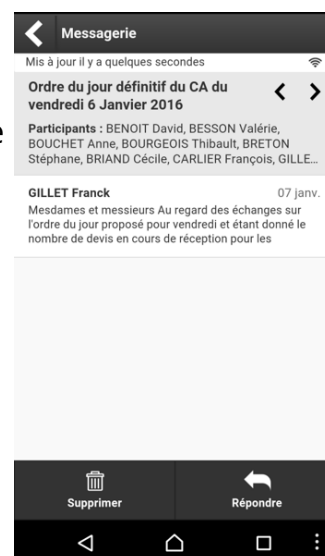 Messagerie
Mis à jour il y a quelques secondes
Ordre du jour définitif du CA du
vendredi 6 Janvier 2016
Participants : BENOIT David, BESSON Valérie,
BOUCHET Anne, BOURGEOIS Thibault, BRETON
Stéphane, BRIAND Cécile, CARLIER François, GILLE...
GILLET Franck 07 janv.
Mesdames et messieurs Au regard des échanges sur
l'ordre du jour proposé pour vendredi et étant donné le
nombre de devis en cours de réception pour les
Supprimer Répondre